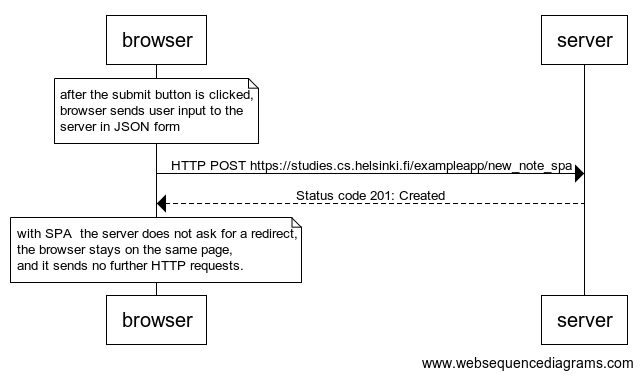 browser
server
after the submit button is clicked,
browser sends user input to the
server in JSON form
HTTP POST https://studies.cs.helsinki.fi/exampleapp/new_note_spa
Status code 201: Created
with SPA  the server does not ask for a redirect,
the browser stays on the same page,
and it sends no further HTTP requests.
browser
server
www.websequencediagrams.com